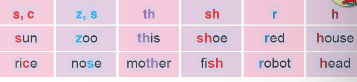 s, c z, s th sh r h
sun zoo this shoe red house
rice nose mother fish robot head